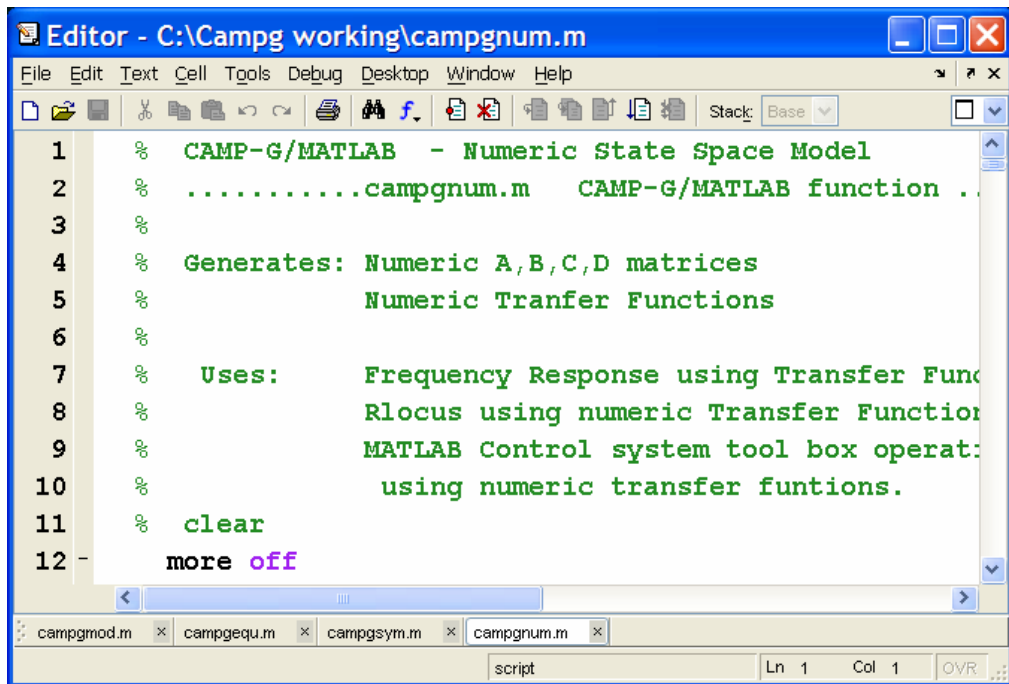 Editor - C:\Campg working\campgnum.m
File Edit Text Cell Tools Debug Desktop Window Help
Stack: Base
1 % CAMP-G/MATLAB - Numeric State Space Model
2 % ...........campgnum.m CAMP-G/MATLAB function ..
3 %
4 % Generates: Numeric A,B,C,D matrices
5 % Numeric Tranfer Functions
6 %
7 % Uses: Frequency Response using Transfer Func
8 % Rlocus using numeric Transfer Function
9 % MATLAB Control system tool box operati
10 % using numeric transfer funtions.
11 % clear
12 - more off
campgmod.m × campgequ.m × campgsym.m × campgnum.m ×
script Ln 1 Col 1 OVR